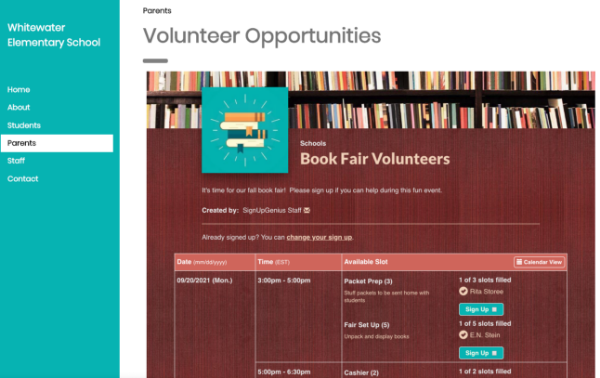 Whitewater
Elementary School
Home
About
Students
Parents
Staff
Contact
Parents
Volunteer Opportunities
Schools
Book Fair Volunteers
It's time for our fall book fair! Please sign up if you can help during this fun event.
Created by: SignUpGenius Staff
Already signed up? You can change your sign up.
Date (mm/dd/yyyy) Time (EST) Available Slot Calendar View
09/20/2021 (Mon.) 3:00pm - 5:00pm Packet Prep (3) 1 of 3 slots filled
Stuff packets to be sent home with Rita Storee
students
Sign Up
Fair Set Up (5) 1 of 5 slots filled
Unpack and display books E.N. Stein
Sign Up
5:00pm - 6:30pm Cashier (2) 1 of 2 slots filled